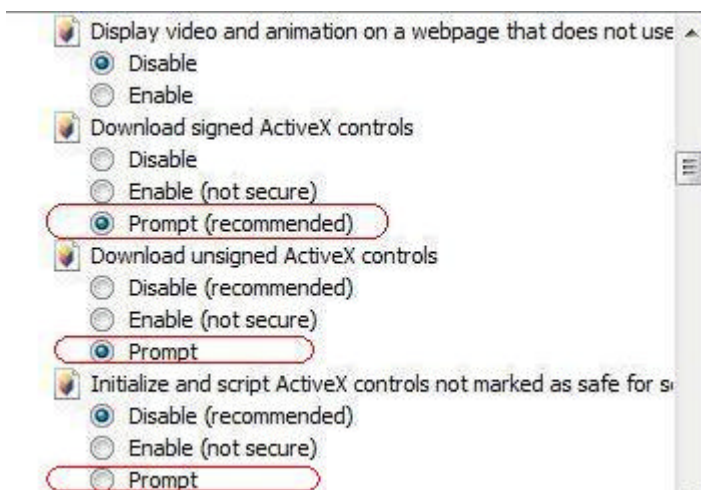 Display video and animation on a webpage that does not use
Disable
Enable
Download signed ActiveX controls
Disable
Enable (not secure)
Prompt (recommended)
Download unsigned ActiveX controls
Disable (recommended)
Enable (not secure)
Prompt
Initialize and script ActiveX controls not marked as safe for
Disable (recommended)
Enable (not secure)
Prompt